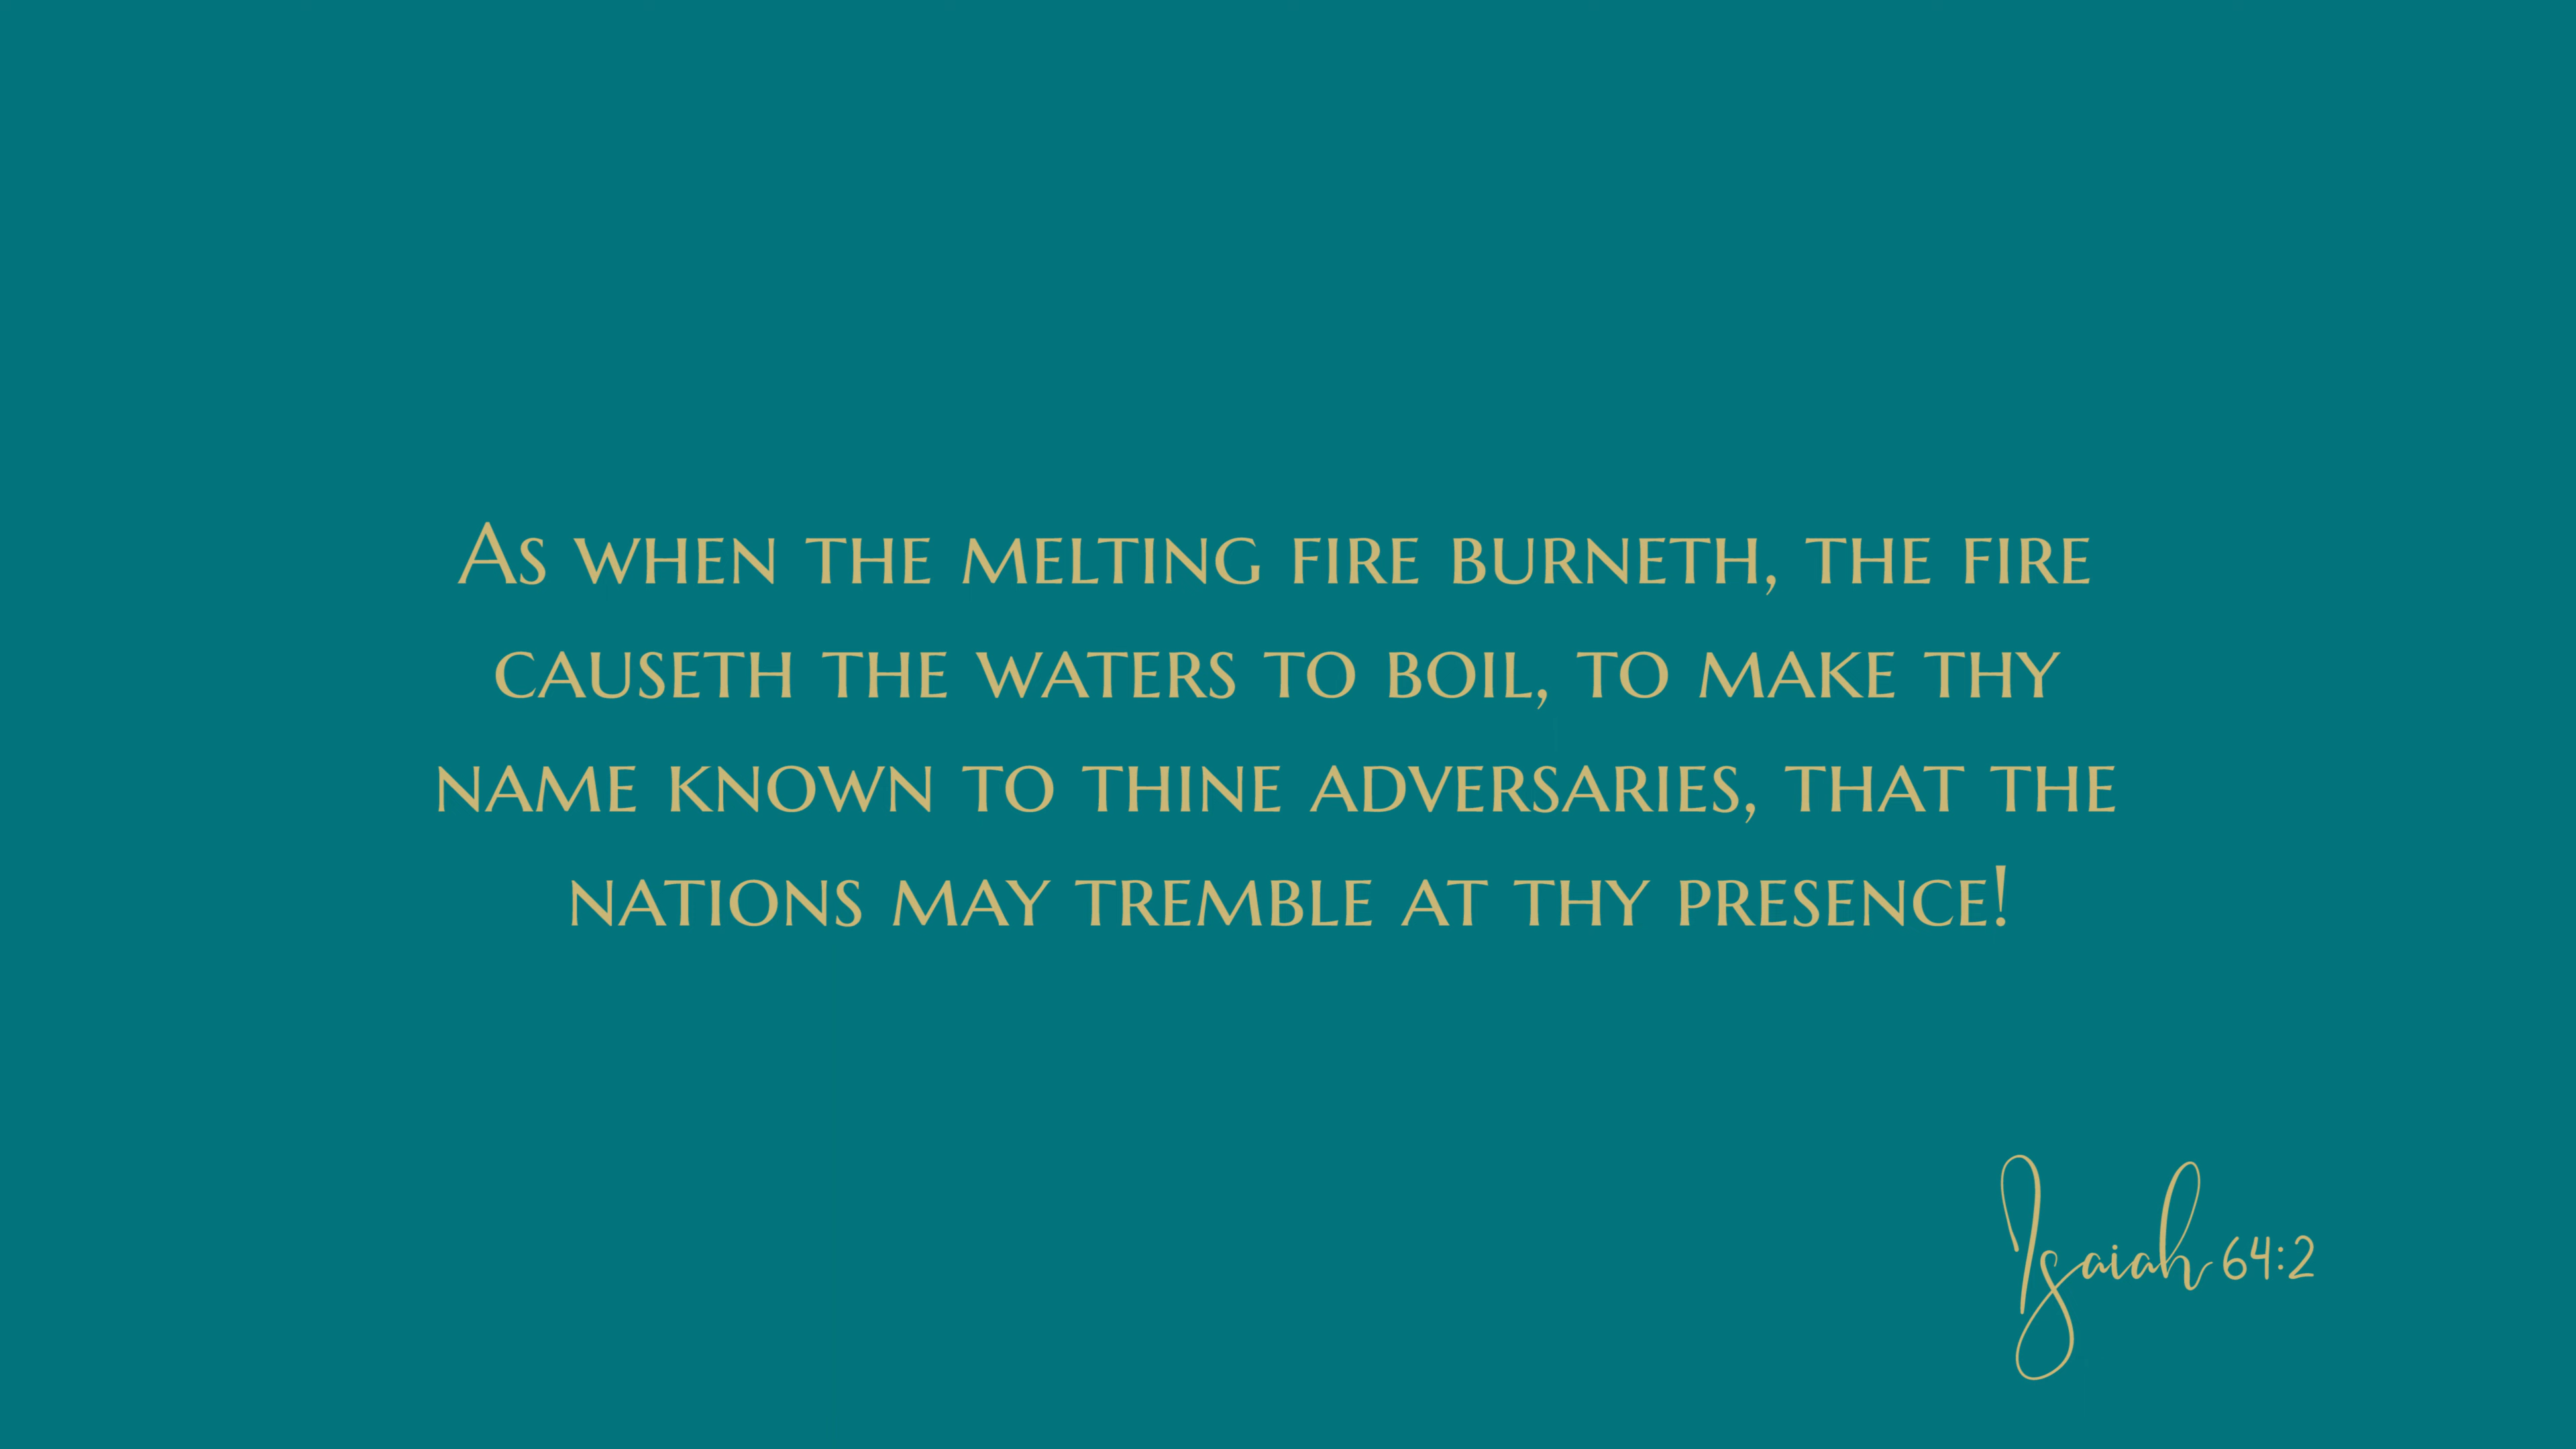 As when the melting fire burneth, the fire
causeth the waters to boil, to make thy
name known to thine adversaries, that the
nations may tremble at thy presence!
Isaiah 64:2